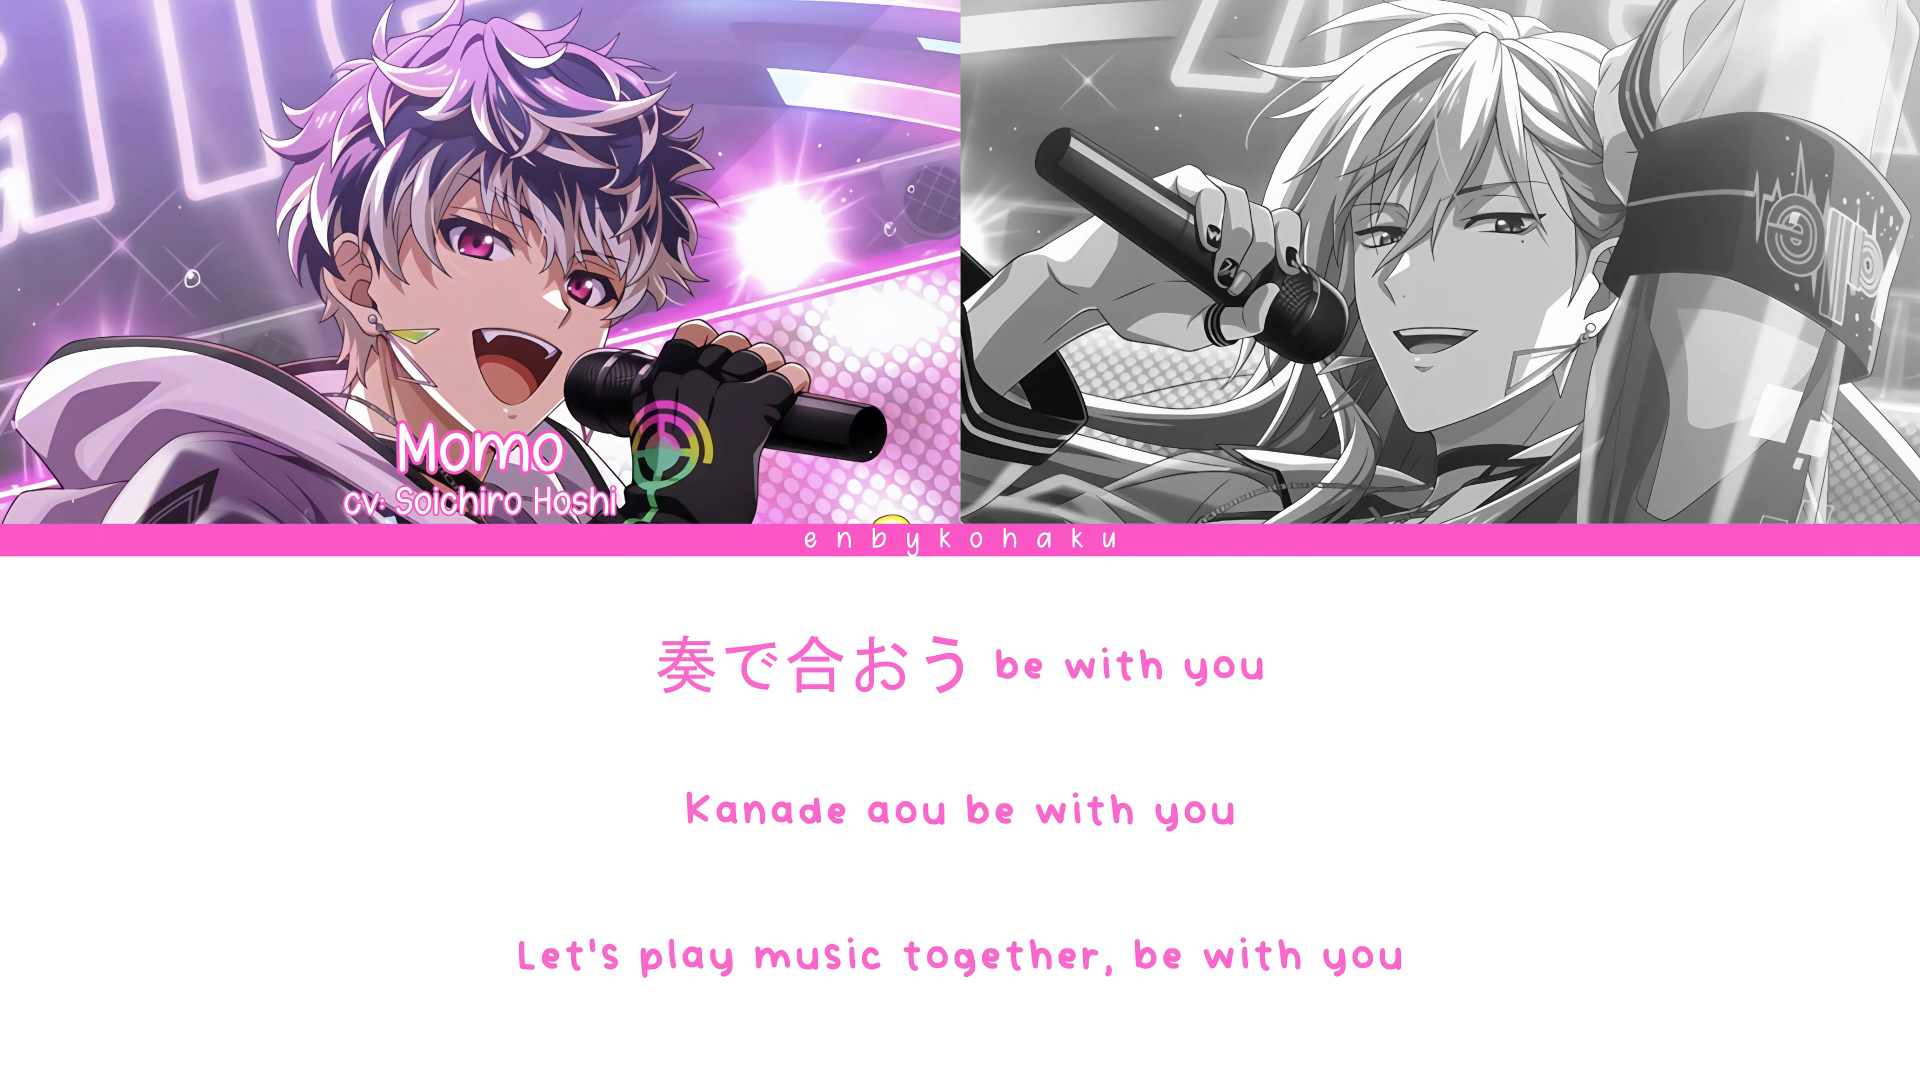 Momo
cv: Soichiro Hoshi
enbykohaku
奏で合おう be with you
Kanade aou be with you
Let's play music together, be with you